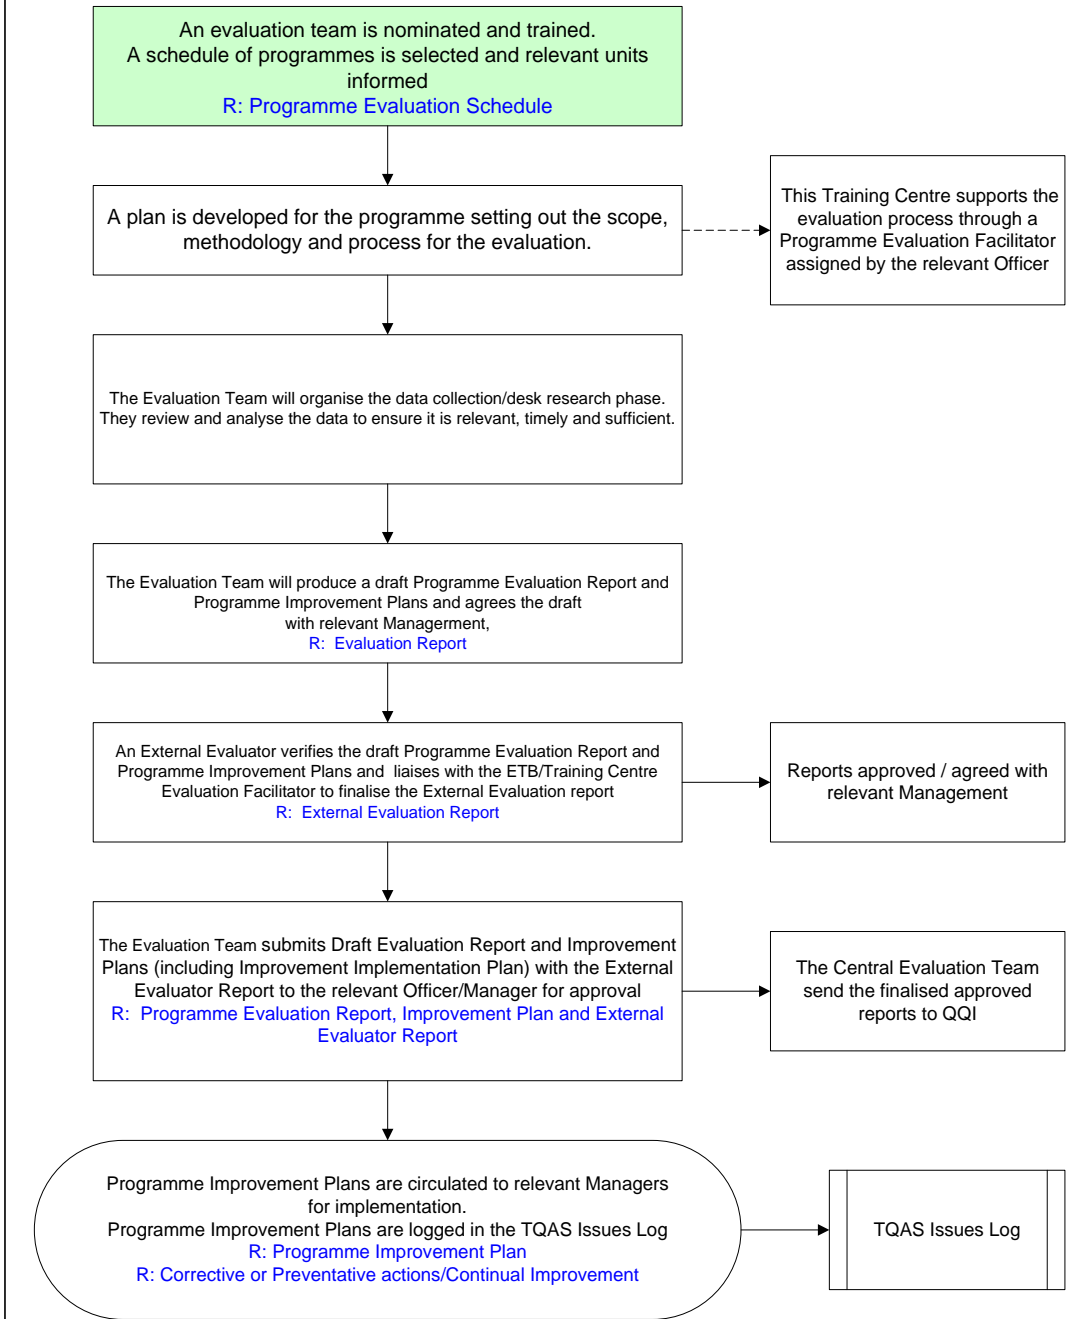 An evaluation team is nominated and trained.
A schedule of programmes is selected and relevant units
informed
R: Programme Evaluation Schedule
A plan is developed for the programme setting out the scope,
methodology and process for the evaluation.
This Training Centre supports the
evaluation process through a
Programme Evaluation Facilitator
assigned by the relevant Officer
The Evaluation Team will organise the data collection/desk research phase.
They review and analyse the data to ensure it is relevant, timely and sufficient.
The Evaluation Team will produce a draft Programme Evaluation Report and
Programme Improvement Plans and agrees the draft
with relevant Managerment,
R: Evaluation Report
An External Evaluator verifies the draft Programme Evaluation Report and
Programme Improvement Plans and liaises with the ETB/Training Centre
Evaluation Facilitator to finalise the External Evaluation report
R: External Evaluation Report
Reports approved / agreed with
relevant Management
The Evaluation Team submits Draft Evaluation Report and Improvement
Plans (including Improvement Implementation Plan) with the External
Evaluator Report to the relevant Officer/Manager for approval
R: Programme Evaluation Report, Improvement Plan and External
Evaluator Report
The Central Evaluation Team
send the finalised approved
reports to QQI
Programme Improvement Plans are circulated to relevant Managers
for implementation.
Programme Improvement Plans are logged in the TQAS Issues Log
R: Programme Improvement Plan
R: Corrective or Preventative actions/Continual Improvement
TQAS Issues Log